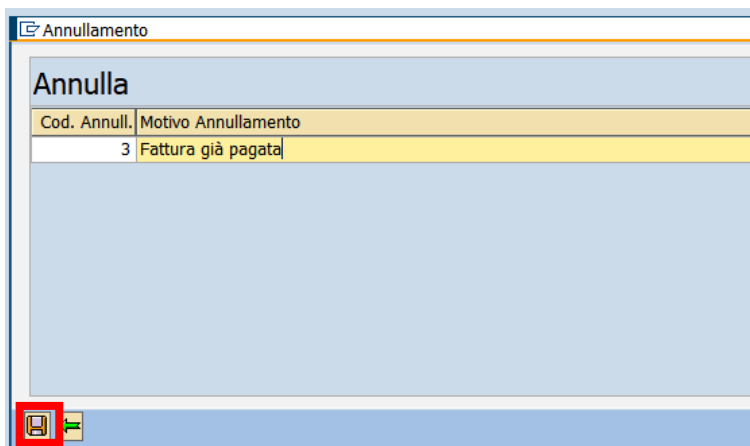 Annullamento
Annulla
Cod. Annull. Motivo Annullamento
3 Fattura già pagata